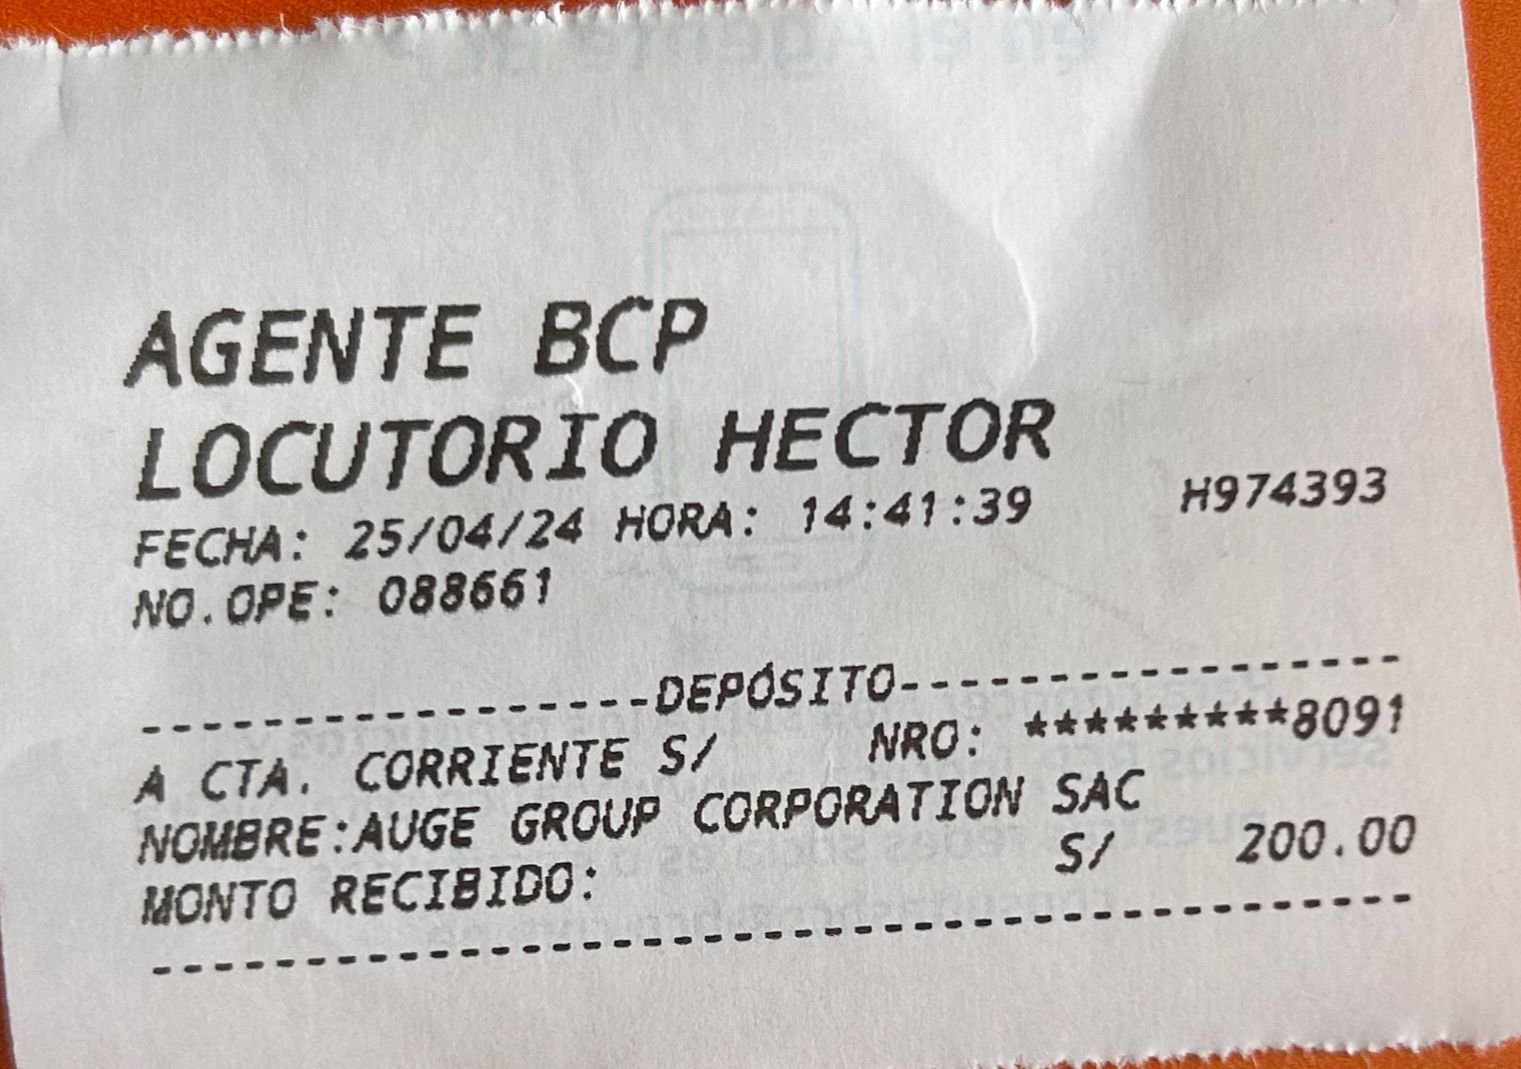 AGENTE BCP
LOCUTORIO HECTOR
FECHA: 25/04/24 HORA: 14:41:39 H974393
NO.OPE: 088661
-----------------DEPÓSITO-----------------
A CTA. CORRIENTE S/ NRO: *********8091
NOMBRE:AUGE GROUP CORPORATION SAC
MONTO RECIBIDO: S/ 200.00
------------------------------------------